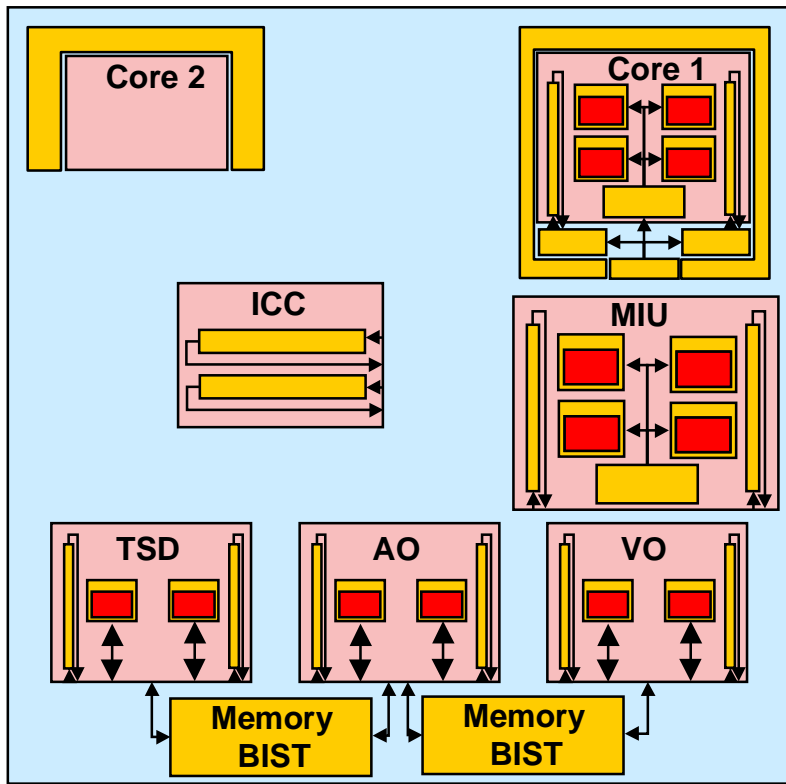 Core 2
Core 1
ICC
MIU
TSD
AO
VO
Memory
BIST
Memory
BIST